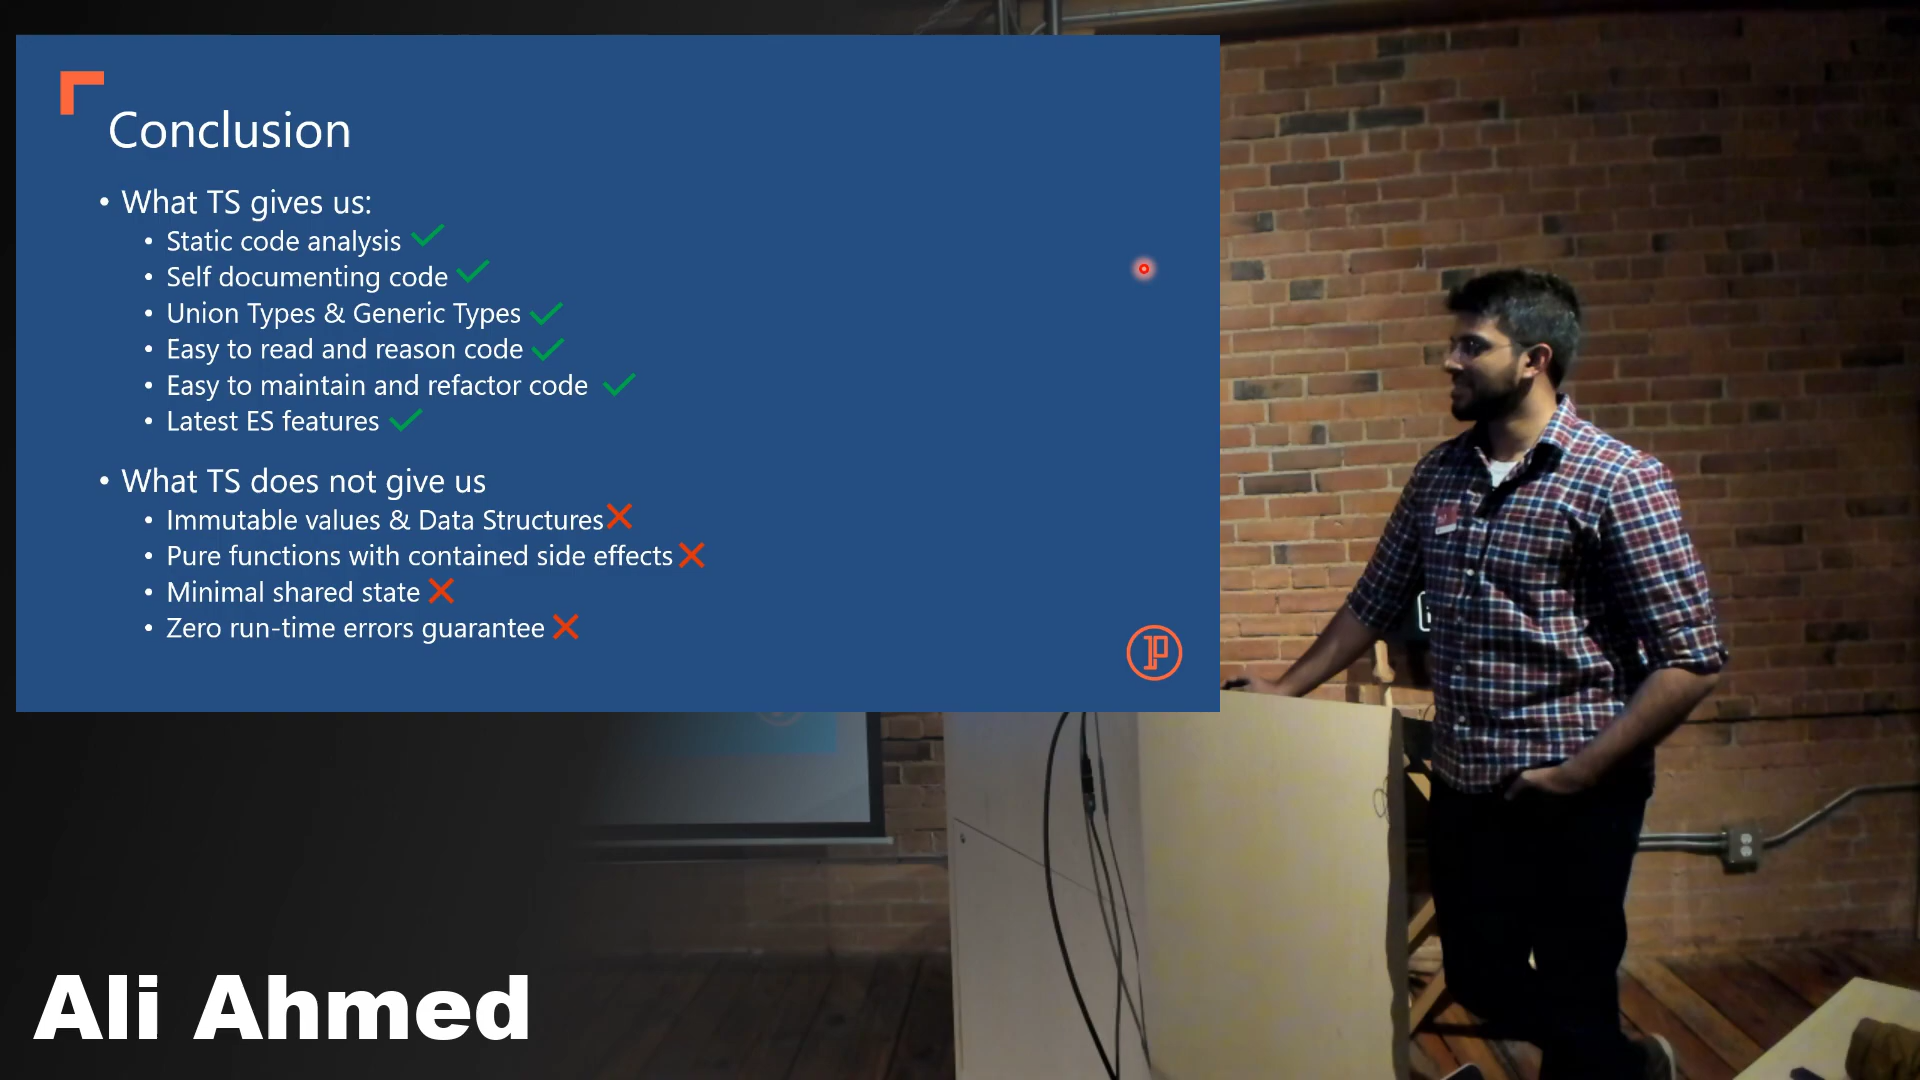 Conclusion
• What TS gives us:
• Static code analysis
• Self documenting code
• Union Types & Generic Types
• Easy to read and reason code
• Easy to maintain and refactor code
• Latest ES features
• What TS does not give us
• Immutable values & Data Structures
• Pure functions with contained side effects
• Minimal shared state
• Zero run-time errors guarantee
Ali Ahmed